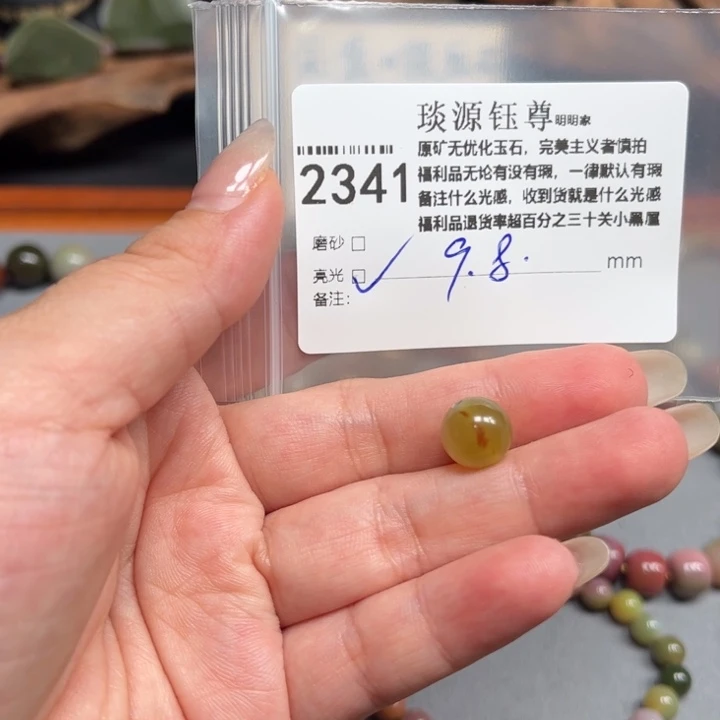 琰源钰尊明明家
原矿无优化玉石，完美主义者慎拍
福利品无论有没有瑕，一律默认有瑕
备注什么光感，收到货就是什么光感
福利品退货率超百分之三十关小黑屋
2341
磨砂 □
亮光 □ ✓ 9.8. mm
备注：